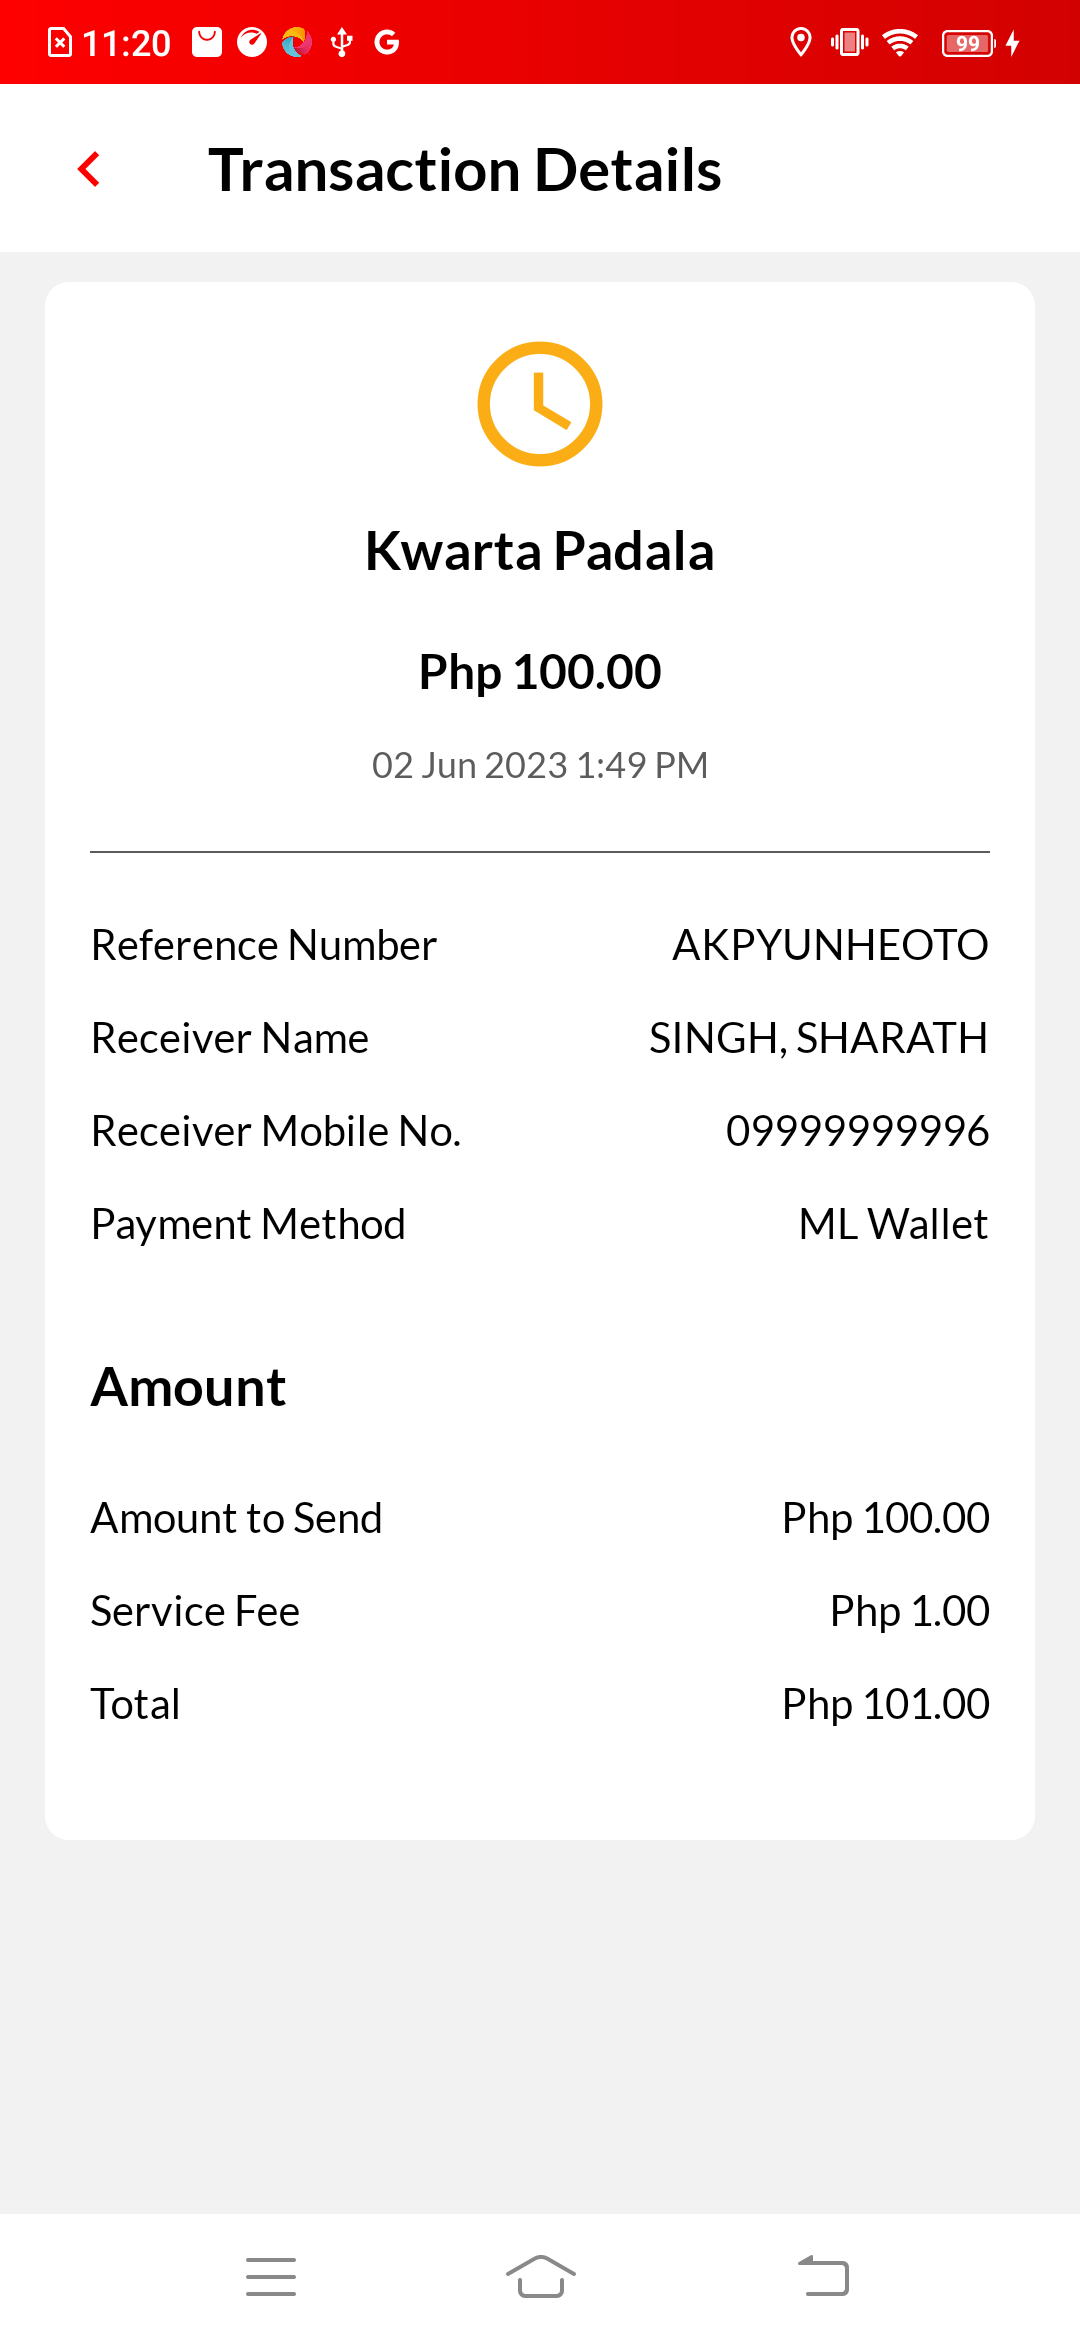 11:20
99
Transaction Details
Kwarta Padala
Php 100.00
02 Jun 2023 1:49 PM
Reference Number AKPYUNHEOTO
Receiver Name SINGH, SHARATH
Receiver Mobile No. 09999999996
Payment Method ML Wallet
Amount
Amount to Send Php 100.00
Service Fee Php 1.00
Total Php 101.00